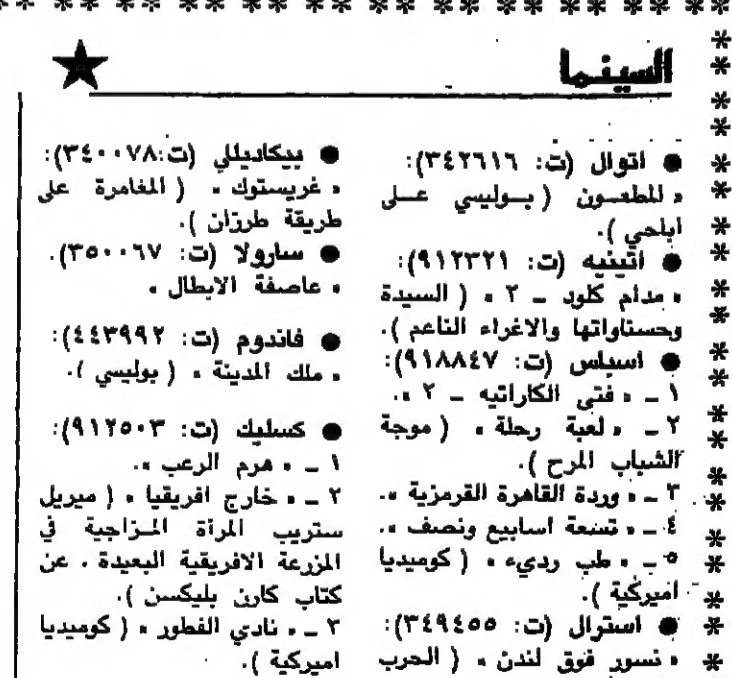 السينما
● اتوال (ت: ٣٤٢٦١٦):
« المطعون ( بوليسي على
اباحي ).
● اتينيه (ت: ٩١٢٣٢١):
« مدام كلود - ٢ » ( السيدة
وحسناواتها والاغراء الناعم ).
● اسباس (ت: ٩١٨٨٤٧):
١ - « فتى الكاراتيه - ٢ ».
٢ - « لعبة رحلة » ( موجة
الشباب المرح ).
٣ - « وردة القاهرة القرمزية ».
٤ - « تسعة اسابيع ونصف ».
٥ - « طب رديء » ( كوميديا
اميركية ).
● استرال (ت: ٣٤٩٤٥٥):
« نسور فوق لندن » ( الحرب
● بيكاديللي (ت: ٣٤٠٠٧٨):
« غريستوك » ( المغامرة على
طريقة طرزان ).
● سارولا (ت: ٣٥٠٠٦٧).
« عاصفة الابطال »
● فاندوم (ت: ٤٤٣٩٩٢):
« ملك المدينة » ( بوليسي ).
● كسليك (ت: ٩١٢٥٠٣):
١ - « هرم الرعب ».
٢ - « خارج افريقيا » ( ميريل
ستريب المرأة المزاجية في
المزرعة الافريقية البعيدة . عن
كتاب كارن بليكسن ).
٣ - « نادي الفطور » ( كوميديا
اميركية ).